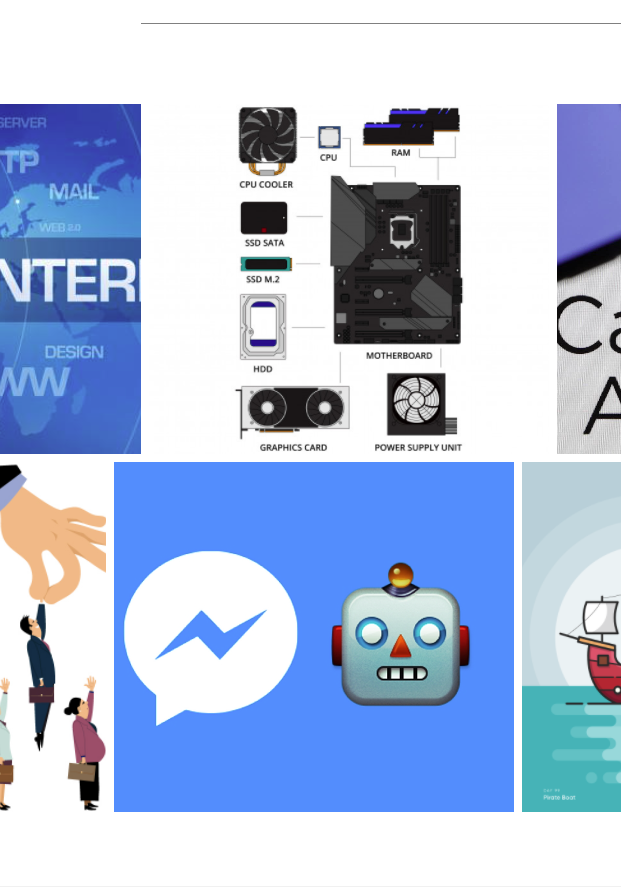 SERVER
TP
MAIL
WEB 2.0
NTER
DESIGN
WW
CPU
RAM
CPU COOLER
SSD SATA
SSD M.2
HDD
MOTHERBOARD
GRAPHICS CARD
POWER SUPPLY UNIT
Ca
A
Pirate Boat